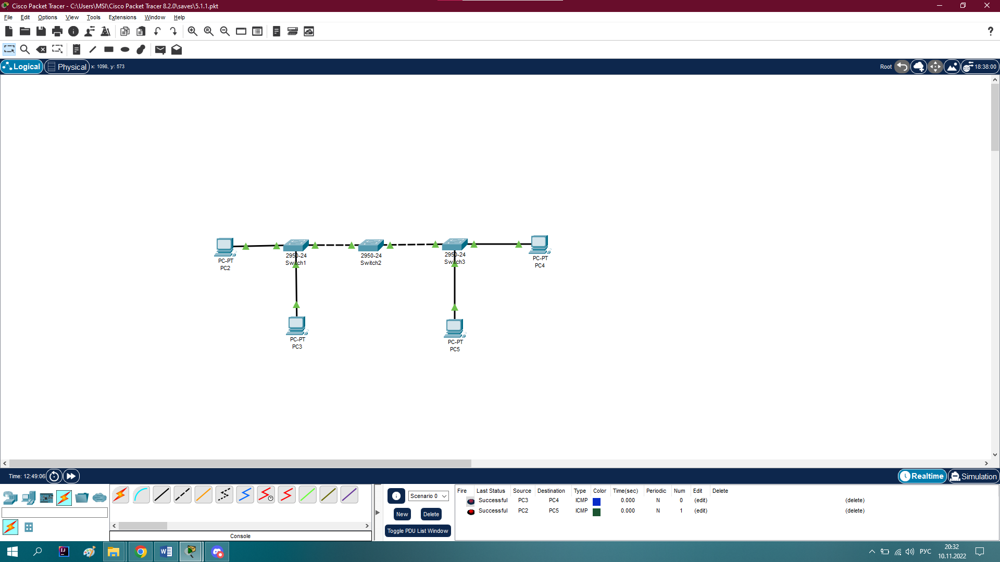 Cisco Packet Tracer - C:\Users\MSI\Cisco Packet Tracer 8.2.0\saves\5.1.1.pkt
File Edit Options View Tools Extensions Window Help
Logical Physical x: 1098, y: 573 Root 18:38:00
PC-PT
PC2
2950-24
Switch1
2950-24
Switch2
2950-24
Switch3
PC-PT
PC4
PC-PT
PC3
PC-PT
PC5
Time: 12:49:06 Realtime Simulation
Scenario 0
New Delete
Toggle PDU List Window
Console
Fire Last Status Source Destination Type Color Time(sec) Periodic Num Edit Delete
Successful PC3 PC4 ICMP 0.000 N 0 (edit) (delete)
Successful PC2 PC5 ICMP 0.000 N 1 (edit) (delete)
РУС
20:32
10.11.2022